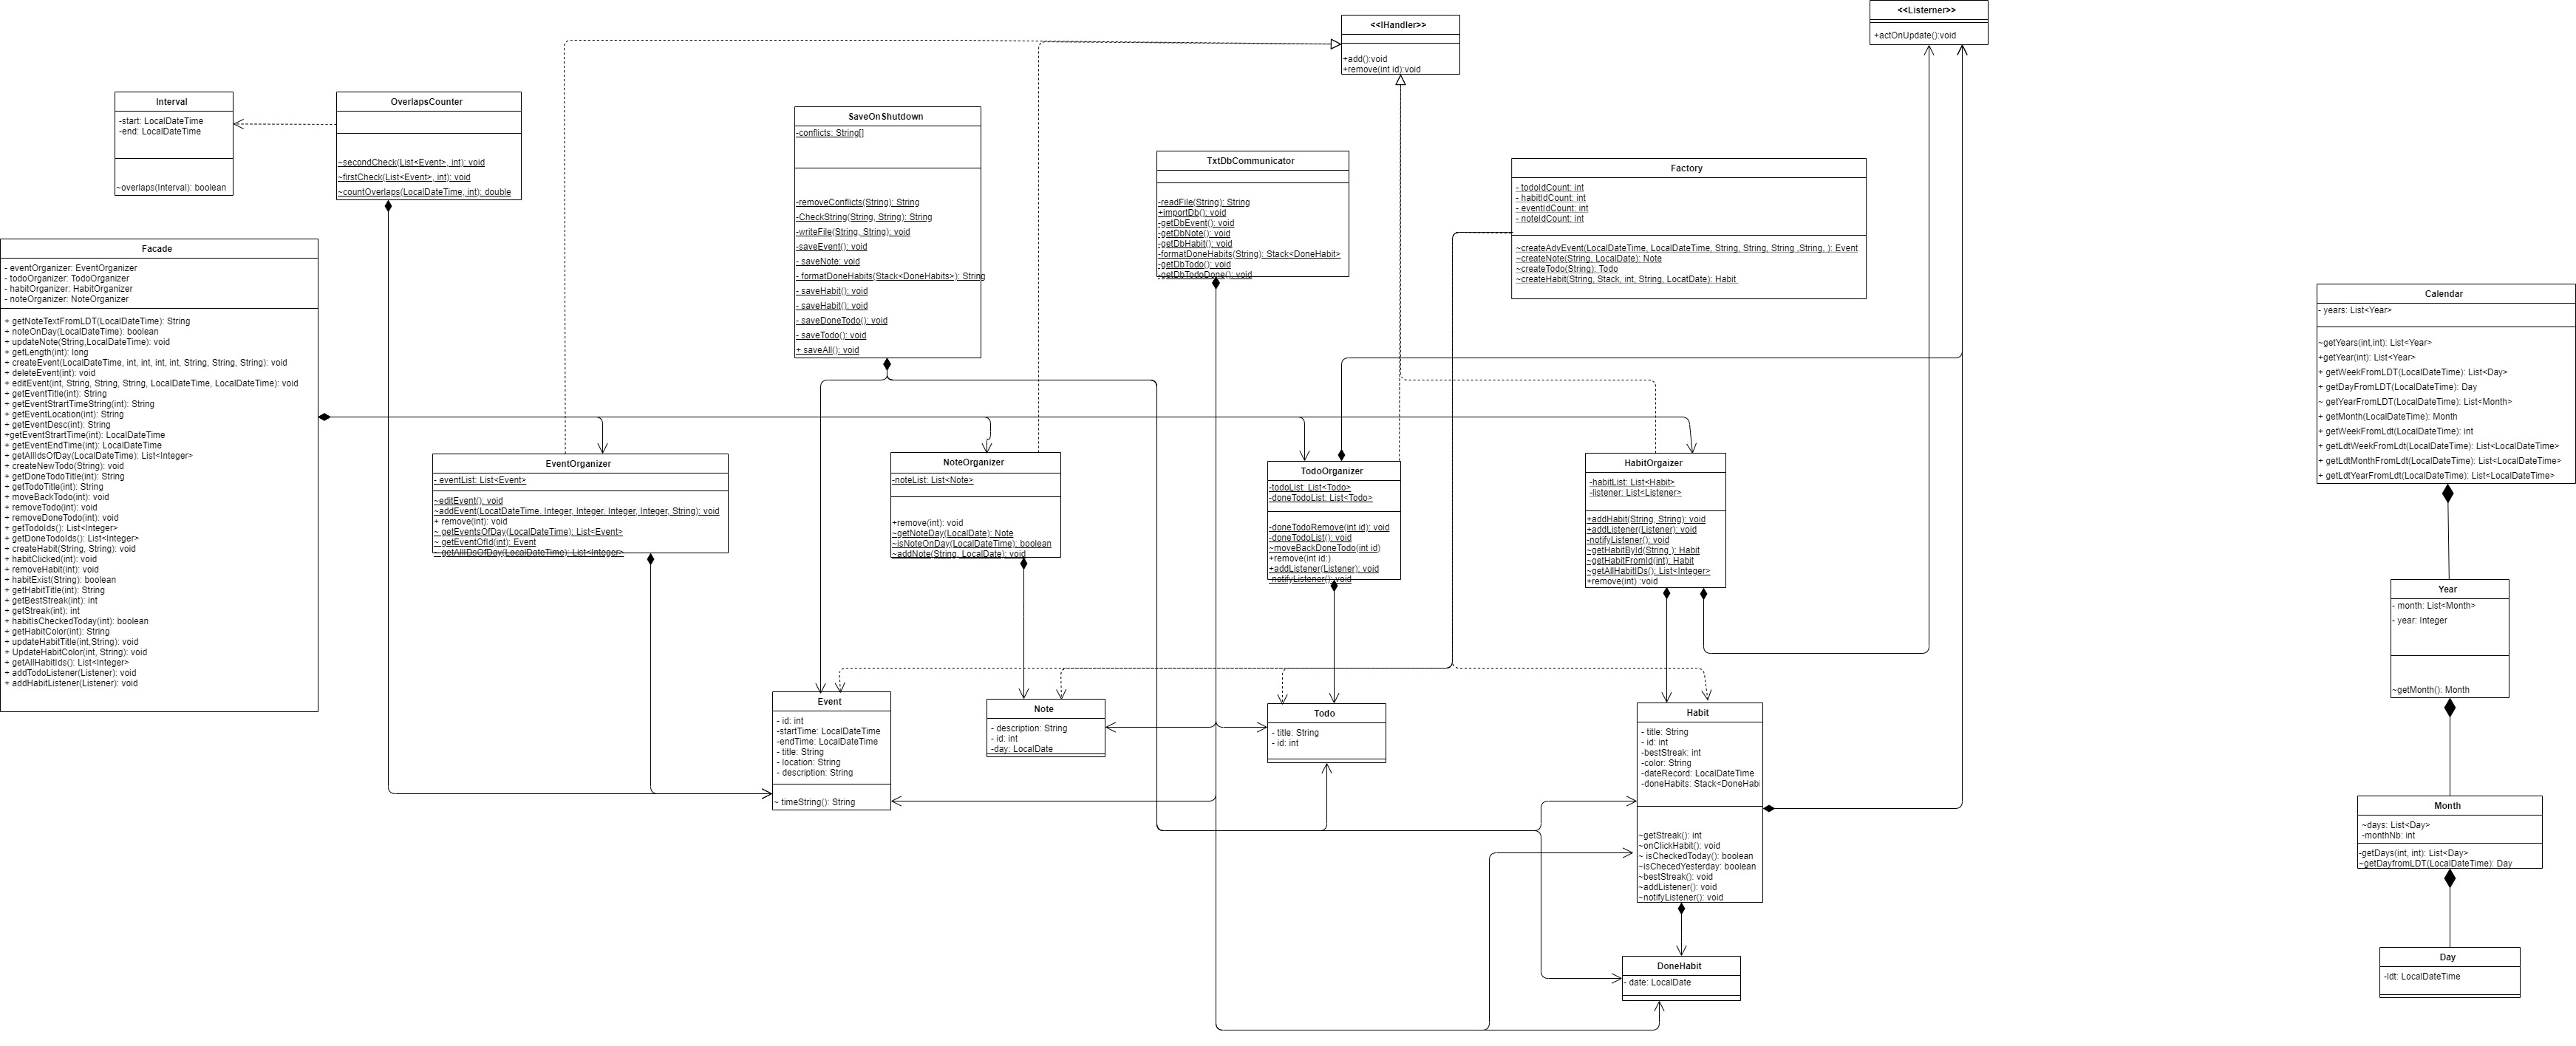 <<IHandler>>
+add():void
+remove(int id):void
<<Listerner>>
+actOnUpdate():void
Interval
-start: LocalDateTime
-end: LocalDateTime
~overlaps(Interval): boolean
OverlapsCounter
~secondCheck(List<Event>, int): void
~firstCheck(List<Event>, int): void
~countOverlaps(LocalDateTime, int): double
SaveOnShutdown
-conflicts: String[]
-removeConflicts(String): String
-CheckString(String, String): String
-writeFile(String, String): void
-saveEvent(): void
- saveNote: void
- formatDoneHabits(Stack<DoneHabits>): String
- saveHabit(): void
- saveHabit(): void
- saveDoneTodo(): void
- saveTodo(): void
+ saveAll(): void
TxtDbCommunicator
-readFile(String): String
+importDb(): void
-getDbEvent(): void
-getDbNote(): void
-getDbHabit(): void
-formatDoneHabits(String): Stack<DoneHabit>
-getDbTodo(): void
-getDbTodoDone(): void
Factory
- todoIdCount: int
- habitIdCount: int
- eventIdCount: int
- noteIdCount: int
~createAdvEvent(LocalDateTime, LocalDateTime, String, String, String ,String, ): Event
~createNote(String, LocalDate): Note
~createTodo(String): Todo
~createHabit(String, Stack, int, String, LocatDate): Habit
Facade
- eventOrganizer: EventOrganizer
- todoOrganizer: TodoOrganizer
- habitOrganizer: HabitOrganizer
- noteOrganizer: NoteOrganizer
+ getNoteTextFromLDT(LocalDateTime): String
+ noteOnDay(LocalDateTime): boolean
+ updateNote(String,LocalDateTime): void
+ getLength(int): long
+ createEvent(LocalDateTime, int, int, int, int, String, String, String): void
+ deleteEvent(int): void
+ editEvent(int, String, String, String, LocalDateTime, LocalDateTime): void
+ getEventTitle(int): String
+ getEventStrartTimeString(int): String
+ getEventLocation(int): String
+ getEventDesc(int): String
+getEventStrartTime(int): LocalDateTime
+ getEventEndTime(int): LocalDateTime
+ getAllIdsOfDay(LocalDateTime): List<Integer>
+ createNewTodo(String): void
+ getDoneTodoTitle(int): String
+ getTodoTitle(int): String
+ moveBackTodo(int): void
+ removeTodo(int): void
+ removeDoneTodo(int): void
+ getTodoIds(): List<Integer>
+ getDoneTodoIds(): List<Integer>
+ createHabit(String, String): void
+ habitClicked(int): void
+ removeHabit(int): void
+ habitExist(String): boolean
+ getHabitTitle(int): String
+ getBestStreak(int): int
+ getStreak(int): int
+ habitIsCheckedToday(int): boolean
+ getHabitColor(int): String
+ updateHabitTitle(int,String): void
+ UpdateHabitColor(int, String): void
+ getAllHabitIds(): List<Integer>
+ addTodoListener(Listener): void
+ addHabitListener(Listener): void
Calendar
- years: List<Year>
~getYears(int,int): List<Year>
+getYear(int): List<Year>
+ getWeekFromLDT(LocalDateTime): List<Day>
+ getDayFromLDT(LocalDateTime): Day
~ getYearFromLDT(LocalDateTime): List<Month>
+ getMonth(LocalDateTime): Month
+ getWeekFromLdt(LocalDateTime): int
+ getLdtWeekFromLdt(LocalDateTime): List<LocalDateTime>
+ getLdtMonthFromLdt(LocalDateTime): List<LocalDateTime>
+ getLdtYearFromLdt(LocalDateTime): List<LocalDateTime>
EventOrganizer
- eventList: List<Event>
~editEvent(): void
~addEvent(LocatDateTime, Integer, Integer, Integer, Integer, String): void
+ remove(int): void
~ getEventsOfDay(LocalDateTime): List<Event>
~ getEventOfId(int): Event
~ getAllIDsOfDay(LocalDateTime): List<Integer>
NoteOrganizer
-noteList: List<Note>
+remove(int): void
~getNoteDay(LocalDate): Note
~isNoteOnDay(LocalDateTime): boolean
~addNote(String, LocalDate): void
TodoOrganizer
-todoList: List<Todo>
-doneTodoList: List<Todo>
-doneTodoRemove(int id): void
-doneTodoList(): void
~moveBackDoneTodo(int id)
+remove(int id:)
+addListener(Listener): void
-notifyListener(): void
HabitOrgaizer
-habitList: List<Habit>
-listener: List<Listener>
+addHabit(String, String): void
+addListener(Listener): void
-notifyListener(): void
~getHabitById(String ): Habit
~getHabitFromId(int): Habit
~getAllHabitIDs(): List<Integer>
+remove(int) :void
Year
- month: List<Month>
- year: Integer
~getMonth(): Month
Event
- id: int
-startTime: LocalDateTime
-endTime: LocalDateTime
- title: String
- location: String
- description: String
~ timeString(): String
Note
- description: String
- id: int
-day: LocalDate
Todo
- title: String
- id: int
Habit
- title: String
- id: int
-bestStreak: int
-color: String
-dateRecord: LocalDateTime
-doneHabits: Stack<DoneHabi
~getStreak(): int
~onClickHabit(): void
~ isCheckedToday(): boolean
~isChecedYesterday: boolean
~bestStreak(): void
~addListener(): void
~notifyListener(): void
Month
~days: List<Day>
-monthNb: int
-getDays(int, int): List<Day>
~getDayfromLDT(LocalDateTime): Day
DoneHabit
- date: LocalDate
Day
-ldt: LocalDateTime